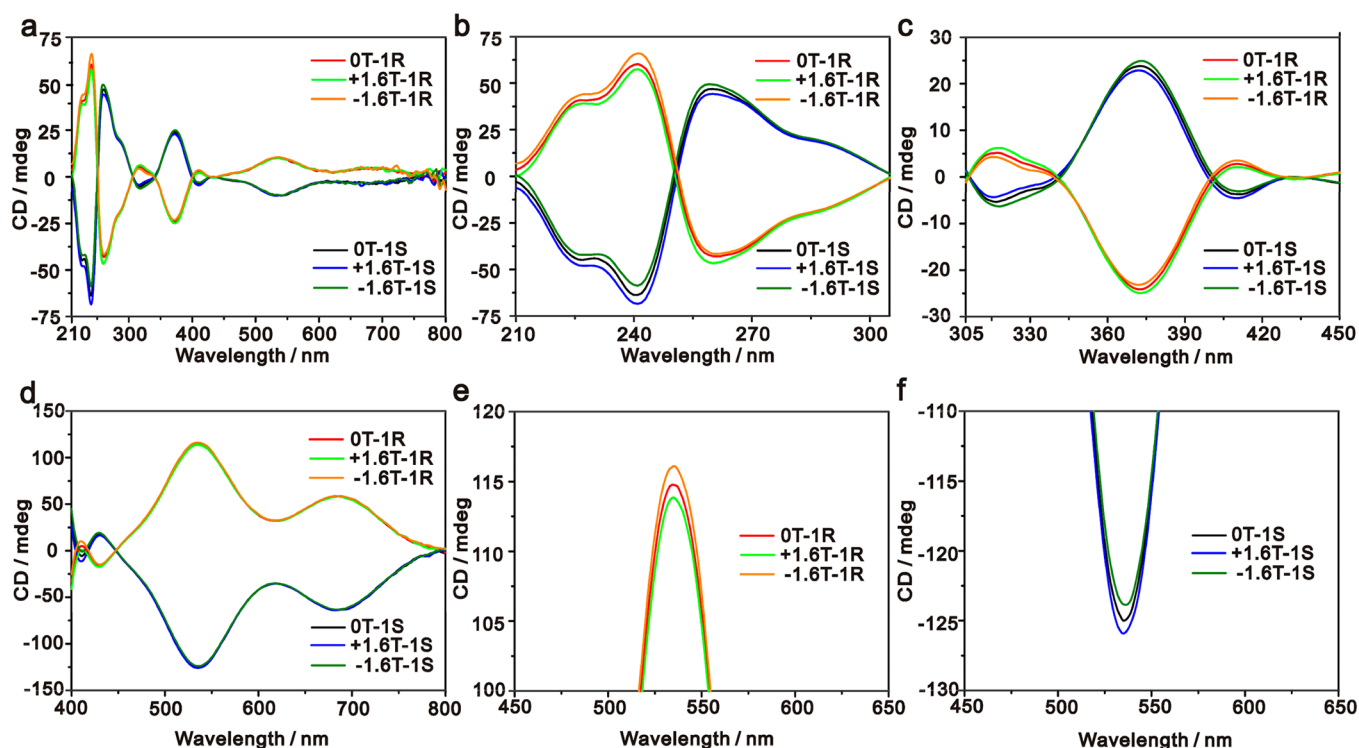 a
75
50
25
0
-25
-50
-75
CD / mdeg
0T-1R
+1.6T-1R
-1.6T-1R
0T-1S
+1.6T-1S
-1.6T-1S
210 300 400 500 600 700 800
Wavelength / nm
b
75
50
25
0
-25
-50
-75
CD / mdeg
0T-1R
+1.6T-1R
-1.6T-1R
0T-1S
+1.6T-1S
-1.6T-1S
210 240 270 300
Wavelength / nm
c
30
20
10
0
-10
-20
-30
CD / mdeg
0T-1R
+1.6T-1R
-1.6T-1R
0T-1S
+1.6T-1S
-1.6T-1S
305 330 360 390 420 450
Wavelength / nm
d
150
100
50
0
-50
-100
-150
CD / mdeg
0T-1R
+1.6T-1R
-1.6T-1R
0T-1S
+1.6T-1S
-1.6T-1S
400 500 600 700 800
Wavelength / nm
e
120
115
110
105
100
CD / mdeg
0T-1R
+1.6T-1R
-1.6T-1R
450 500 550 600 650
Wavelength / nm
f
-110
-115
-120
-125
-130
CD / mdeg
0T-1S
+1.6T-1S
-1.6T-1S
450 500 550 600 650
Wavelength / nm